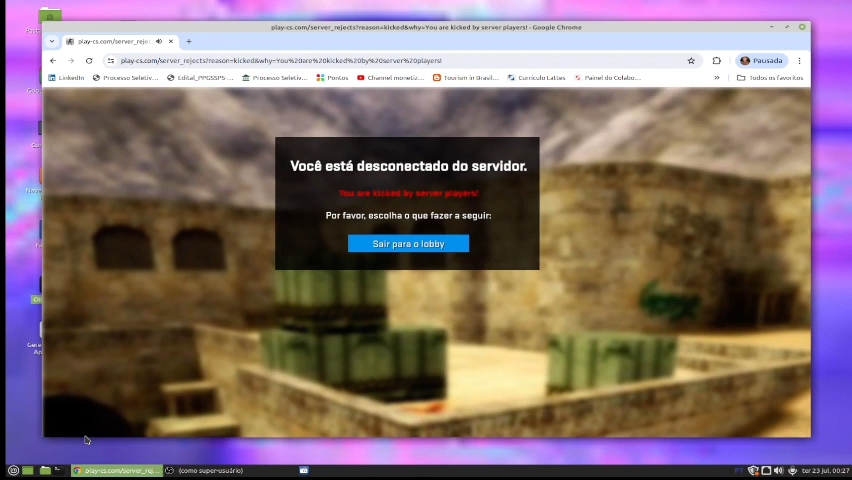 play-cs.com/server_rejects?reason=kicked&why=You are kicked by server players! - Google Chrome
play-cs.com/server_reje
play-cs.com/server_rejects?reason=kicked&why=You%20are%20kicked%20by%20server%20players!
Pausada
LinkedIn
Processo Seletiv...
Edital_PPGSSPS ...
Processo Seletiv...
Pontos
Channel monetiz...
Tourism in Brasil...
Currículo Lattes
Painel do Colabo...
»
Todos os favoritos
Você está desconectado do servidor.
You are kicked by server players!
Por favor, escolha o que fazer a seguir:
Sair para o lobby
play-cs.com/server_rej...
(como super-usuário)
PT
ter 23 jul, 00:27